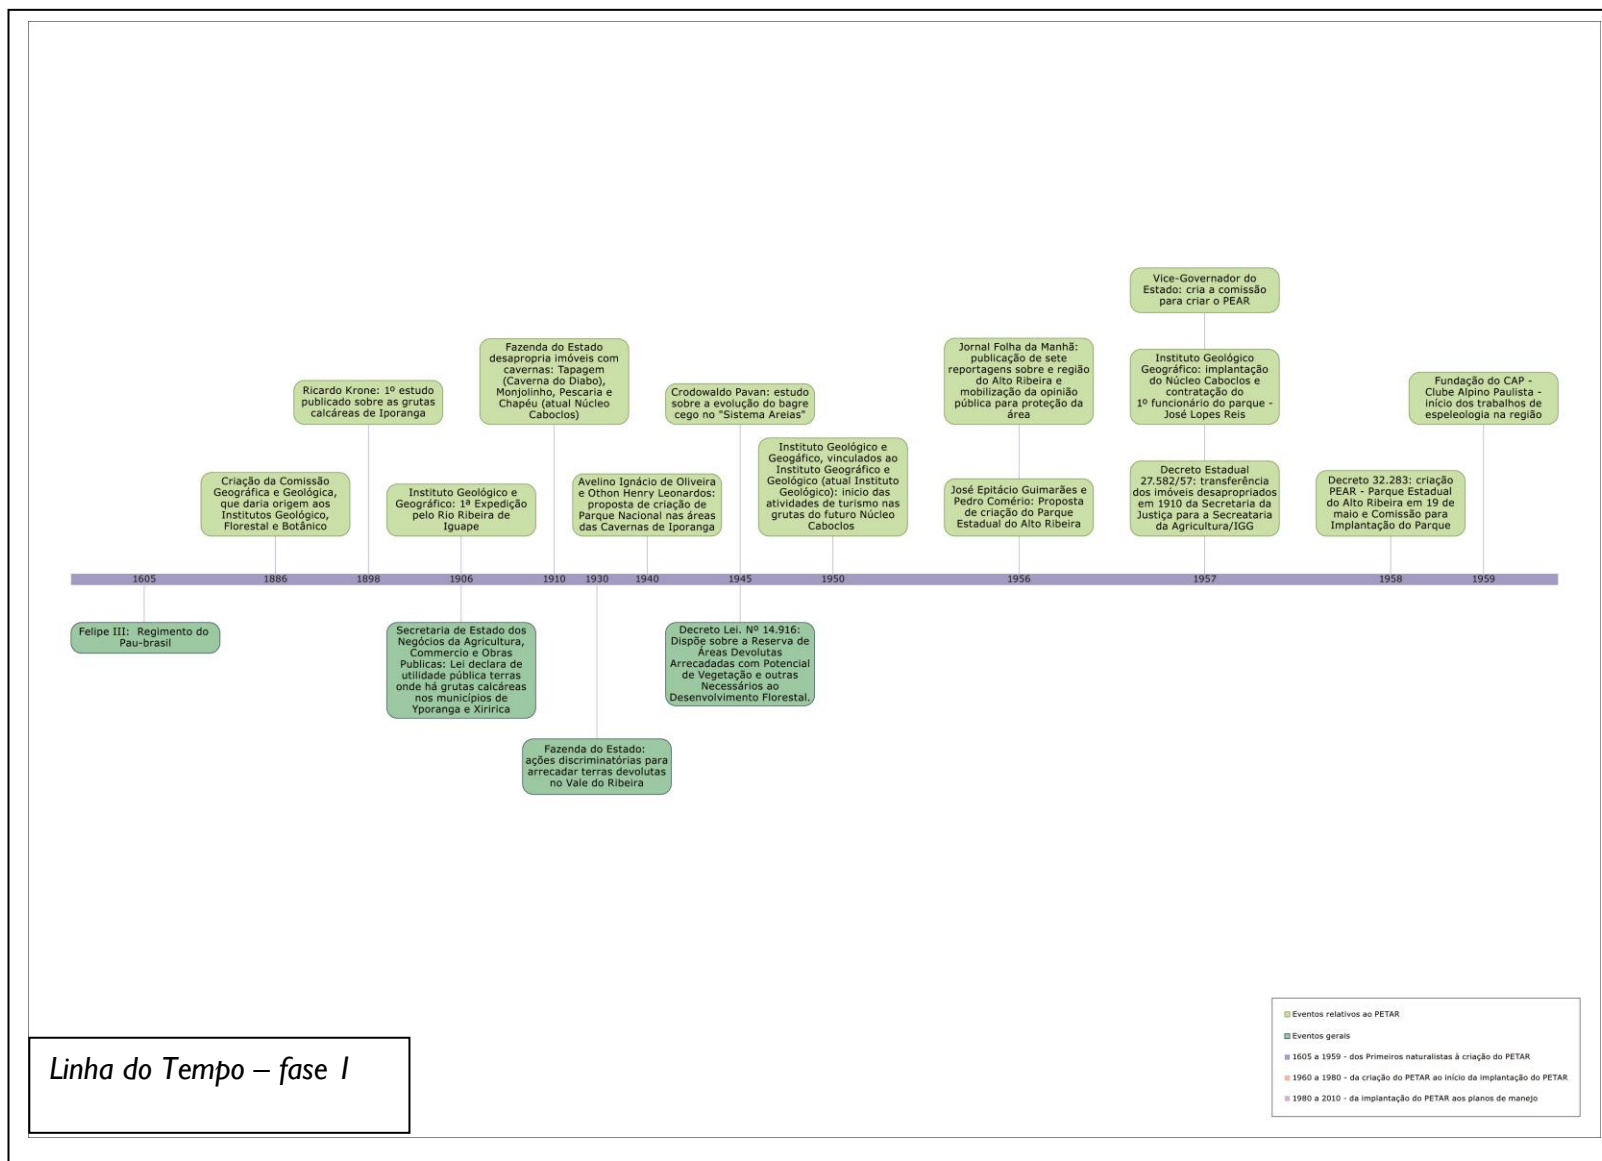 Vice-Governador do
Estado: cria a comissão
para criar o PEAR
Fazenda do Estado
desapropria imóveis com
cavernas: Tapagem
(Caverna do Diabo),
Monjolinho, Pescaria e
Chapéu (atual Núcleo
Caboclos)
Jornal Folha da Manhã:
publicação de sete
reportagens sobre e região
do Alto Ribeira e
mobilização da opinião
pública para proteção da
área
Instituto Geológico
Geográfico: implantação
do Núcleo Caboclos e
contratação do
1º funcionário do parque -
José Lopes Reis
Ricardo Krone: 1º estudo
publicado sobre as grutas
calcáreas de Iporanga
Crodowaldo Pavan: estudo
sobre a evolução do bagre
cego no "Sistema Areias"
Fundação do CAP -
Clube Alpino Paulista -
início dos trabalhos de
espeleologia na região
Criação da Comissão
Geográfica e Geológica,
que daria origem aos
Institutos Geológico,
Florestal e Botânico
Instituto Geológico e
Geográfico: 1ª Expedição
pelo Rio Ribeira de
Iguape
Avelino Ignácio de Oliveira
e Othon Henry Leonardos:
proposta de criação de
Parque Nacional nas áreas
das Cavernas de Iporanga
Instituto Geológico e
Geogáfico, vinculados ao
Instituto Geográfico e
Geológico (atual Instituto
Geológico): inicio das
atividades de turismo nas
grutas do futuro Núcleo
Caboclos
José Epitácio Guimarães e
Pedro Comério: Proposta
de criação do Parque
Estadual do Alto Ribeira
Decreto Estadual
27.582/57: transferência
dos imóveis desapropriados
em 1910 da Secretaria da
Justiça para a Secreataria
da Agricultura/IGG
Decreto 32.283: criação
PEAR - Parque Estadual
do Alto Ribeira em 19 de
maio e Comissão para
Implantação do Parque
1605 1886 1898 1906 1910 1930 1940 1945 1950 1956 1957 1958 1959
Felipe III: Regimento do
Pau-brasil
Secretaria de Estado dos
Negócios da Agricultura,
Commercio e Obras
Publicas: Lei declara de
utilidade pública terras
onde há grutas calcáreas
nos municípios de
Yporanga e Xiririca
Decreto Lei. Nº 14.916:
Dispõe sobre a Reserva de
Áreas Devolutas
Arrecadadas com Potencial
de Vegetação e outras
Necessários ao
Desenvolvimento Florestal.
Fazenda do Estado:
ações discriminatórias para
arrecadar terras devolutas
no Vale do Ribeira
Eventos relativos ao PETAR
Eventos gerais
1605 a 1959 - dos Primeiros naturalistas à criação do PETAR
1960 a 1980 - da criação do PETAR ao início da implantação do PETAR
1980 a 2010 - da implantação do PETAR aos planos de manejo
Linha do Tempo – fase 1